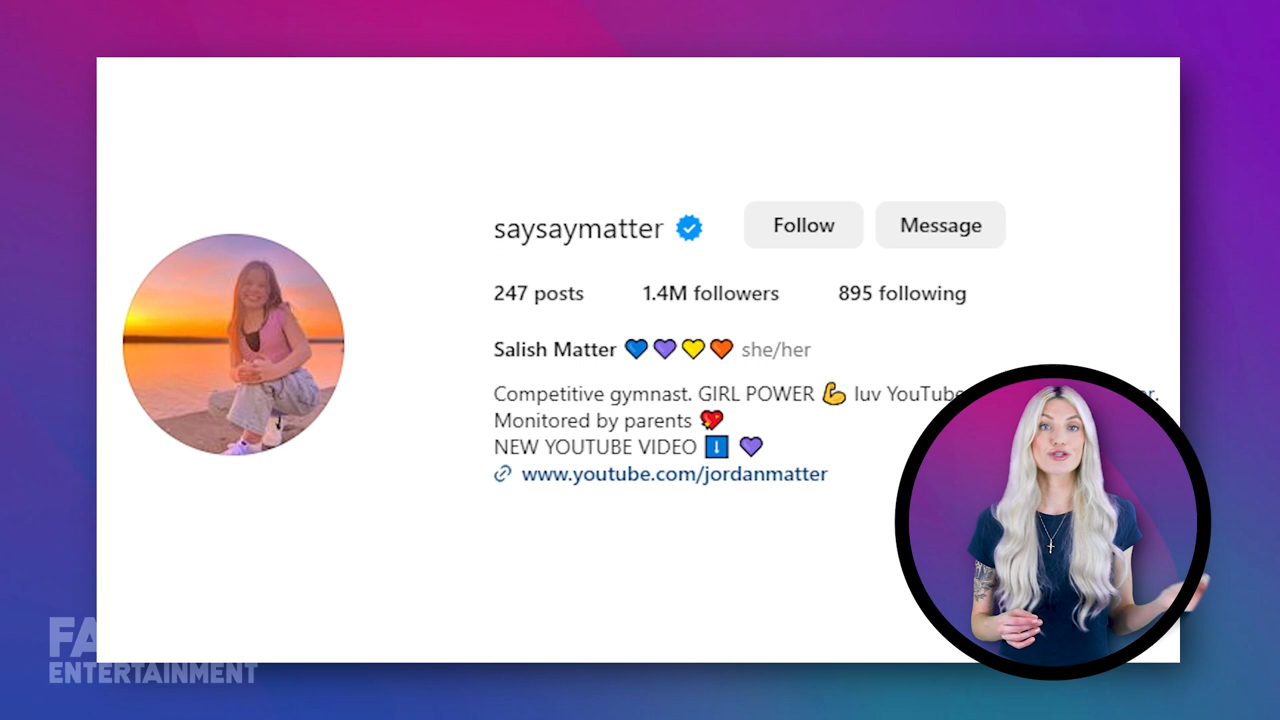 saysaymatter
Follow
Message
247 posts
1.4M followers
895 following
Salish Matter 💙 💜 💛 🧡 she/her
Competitive gymnast. GIRL POWER 💪 luv YouTube
Monitored by parents 💖
NEW YOUTUBE VIDEO ⬇️ 💜
www.youtube.com/jordanmatter
FA
ENTERTAINMENT